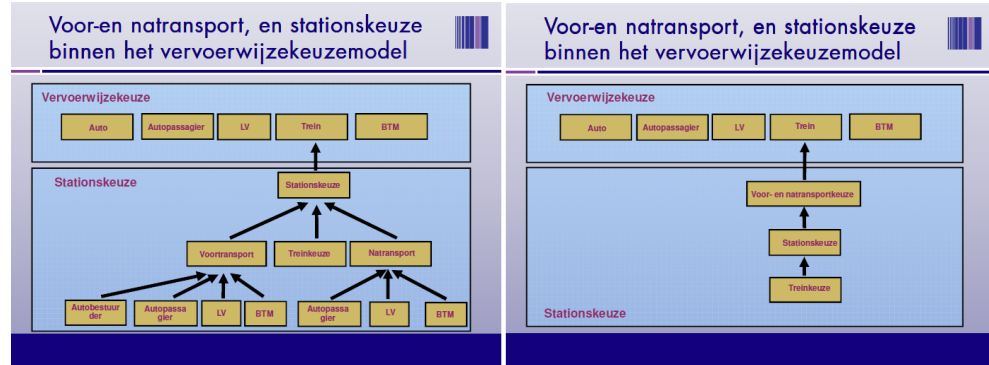 Voor-en natransport, en stationskeuze
binnen het vervoerwijzekeuzemodel
Vervoerwijzekeuze
Auto
Autopassagier
LV
Trein
BTM
Stationskeuze
Stationskeuze
Voortransport
Treinkeuze
Natransport
Autobestuur
der
Autopassa
gier
LV
BTM
Autopassa
gier
LV
BTM
Voor-en natransport, en stationskeuze
binnen het vervoerwijzekeuzemodel
Vervoerwijzekeuze
Auto
Autopassagier
LV
Trein
BTM
Voor- en natransportkeuze
Stationskeuze
Treinkeuze
Stationskeuze